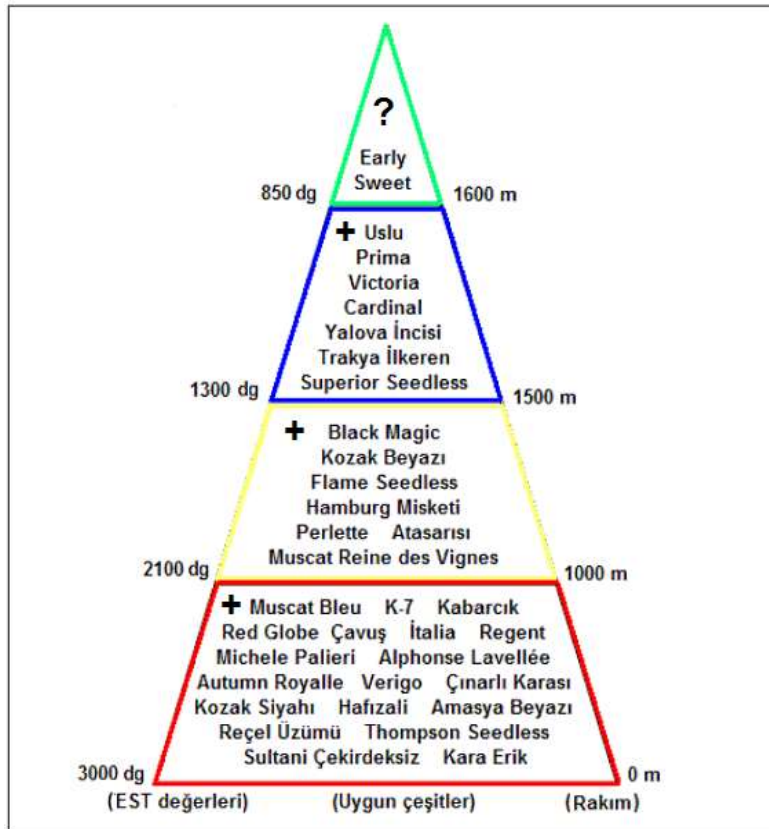 ?
Early
Sweet
850 dg 1600 m
+ Uslu
Prima
Victoria
Cardinal
Yalova İncisi
Trakya İlkeren
Superior Seedless
1300 dg 1500 m
+ Black Magic
Kozak Beyazı
Flame Seedless
Hamburg Misketi
Perlette Atasarısı
Muscat Reine des Vignes
2100 dg 1000 m
+ Muscat Bleu K-7 Kabarcık
Red Globe Çavuş İtalia Regent
Michele Palieri Alphonse Lavellée
Autumn Royalle Verigo Çınarlı Karası
Kozak Siyahı Hafızali Amasya Beyazı
Reçel Üzümü Thompson Seedless
Sultani Çekirdeksiz Kara Erik
3000 dg 0 m
(EST değerleri) (Uygun çeşitler) (Rakım)